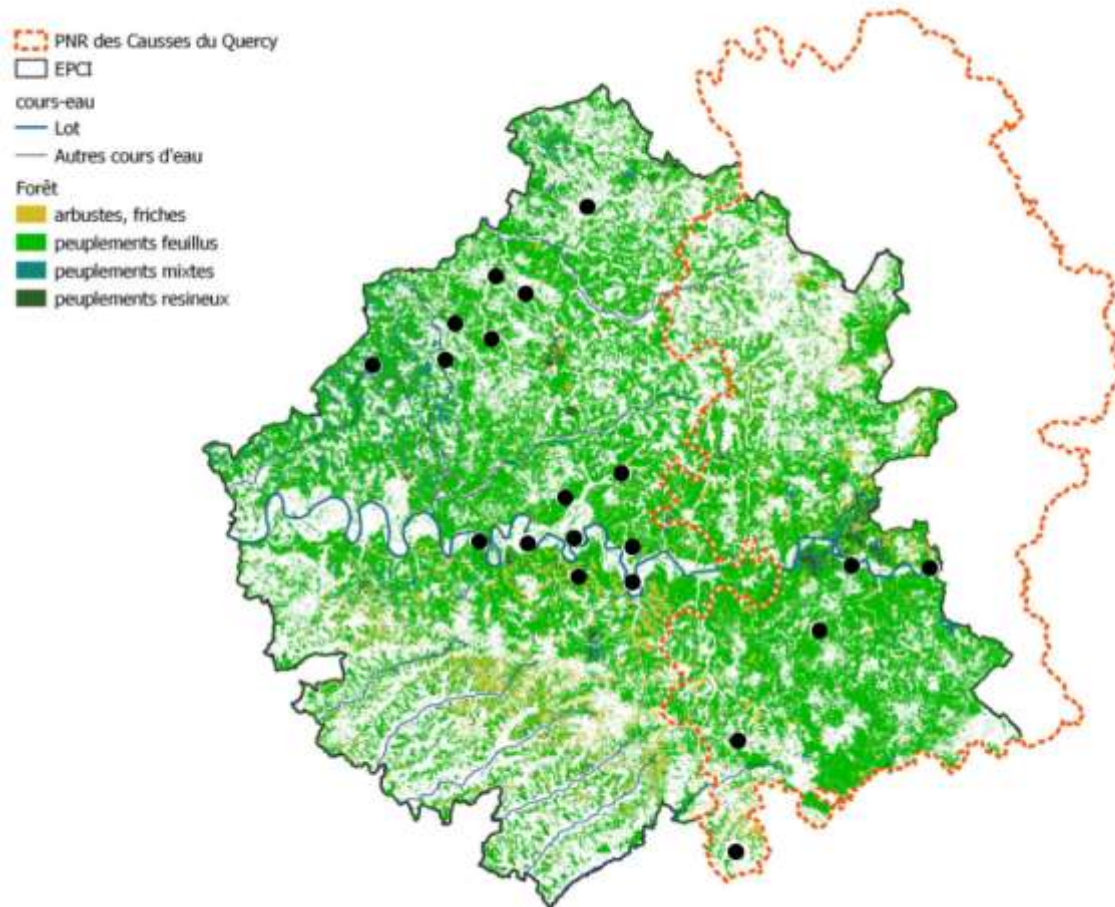 PNR des Causses du Quercy
EPCI
cours-eau
Lot
Autres cours d'eau
Forêt
arbustes, friches
peuplements feuillus
peuplements mixtes
peuplements resineux